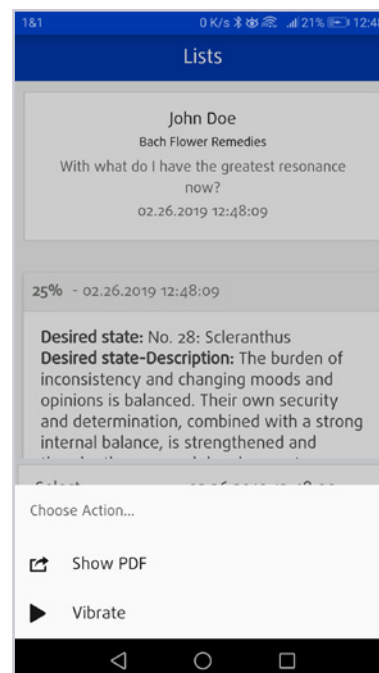 1&1 0 K/s 21% 12:48
Lists
John Doe
Bach Flower Remedies
With what do I have the greatest resonance
now?
02.26.2019 12:48:09
25% - 02.26.2019 12:48:09
Desired state: No. 28: Scleranthus
Desired state-Description: The burden of
inconsistency and changing moods and
opinions is balanced. Their own security
and determination, combined with a strong
internal balance, is strengthened and
Choose Action...
Show PDF
Vibrate